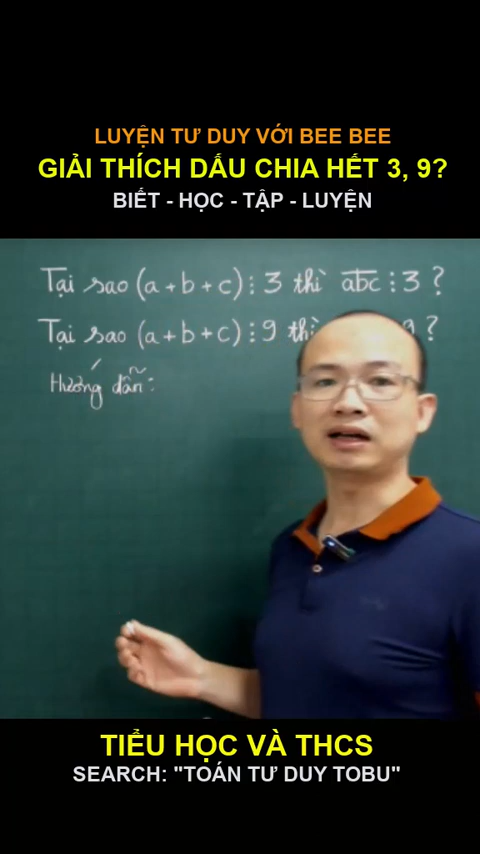 LUYỆN TƯ DUY VỚI BEE BEE
GIẢI THÍCH DẤU CHIA HẾT 3, 9?
BIẾT - HỌC - TẬP - LUYỆN
Tại sao (a + b + c) ⋮ 3 thì abc ⋮ 3 ?
Tại sao (a + b + c) ⋮ 9 thì 9 ?
Hướng dẫn:
TIỂU HỌC VÀ THCS
SEARCH: "TOÁN TƯ DUY TOBU"